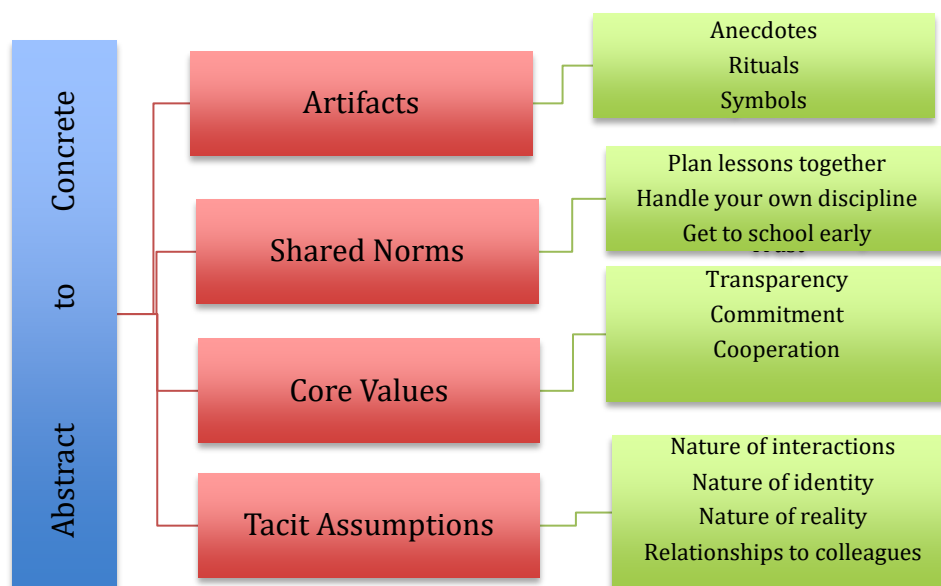 Abstract to Concrete
Artifacts
Anecdotes
Rituals
Symbols
Shared Norms
Plan lessons together
Handle your own discipline
Get to school early
Core Values
Transparency
Commitment
Cooperation
Tacit Assumptions
Nature of interactions
Nature of identity
Nature of reality
Relationships to colleagues